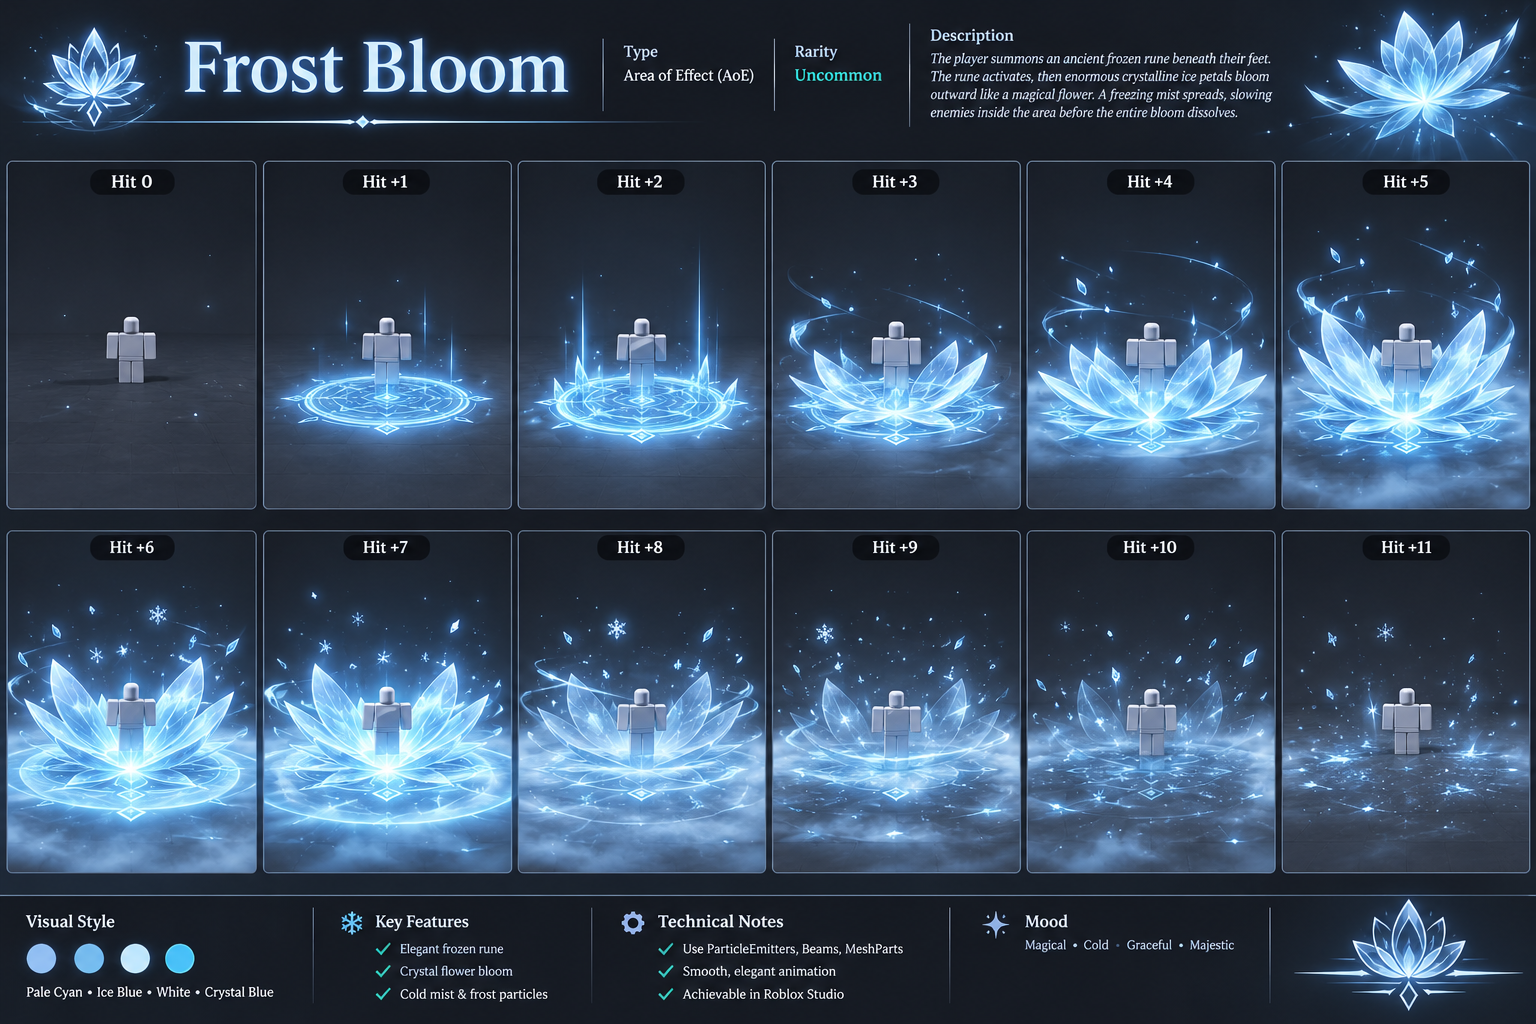 Frost Bloom
Type
Area of Effect (AoE)
Rarity
Uncommon
Description
The player summons an ancient frozen rune beneath their feet.
The rune activates, then enormous crystalline ice petals bloom
outward like a magical flower. A freezing mist spreads, slowing
enemies inside the area before the entire bloom dissolves.
Hit 0
Hit +1
Hit +2
Hit +3
Hit +4
Hit +5
Hit +6
Hit +7
Hit +8
Hit +9
Hit +10
Hit +11
Visual Style
Pale Cyan • Ice Blue • White • Crystal Blue
Key Features
Elegant frozen rune
Crystal flower bloom
Cold mist & frost particles
Technical Notes
Use ParticleEmitters, Beams, MeshParts
Smooth, elegant animation
Achievable in Roblox Studio
Mood
Magical • Cold • Graceful • Majestic